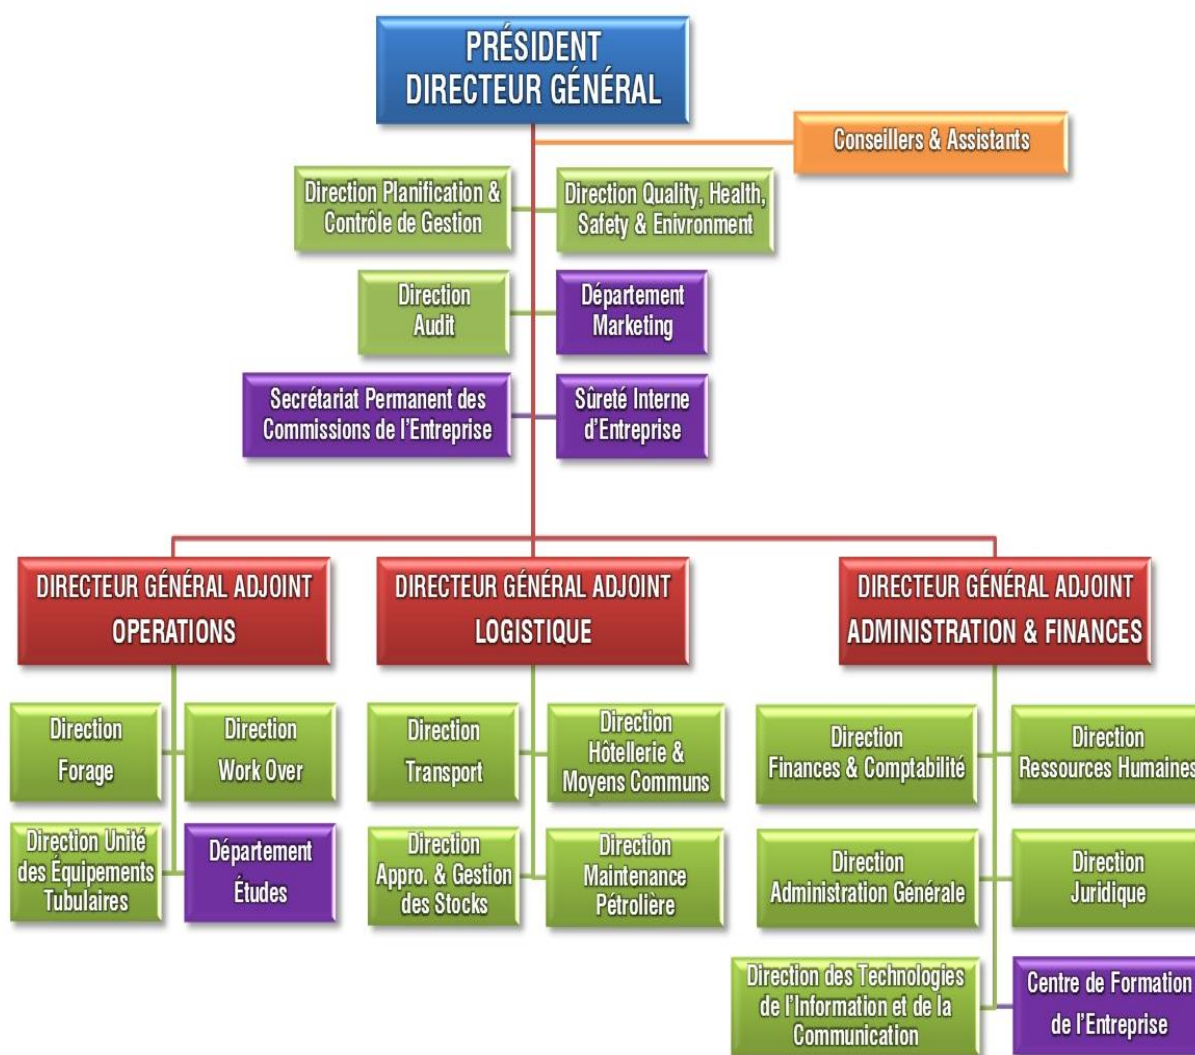 PRÉSIDENT
DIRECTEUR GÉNÉRAL
Conseillers & Assistants
Direction Planification &
Contrôle de Gestion
Direction Quality, Health,
Safety & Enivronment
Direction
Audit
Département
Marketing
Secrétariat Permanent des
Commissions de l'Entreprise
Sûreté Interne
d'Entreprise
DIRECTEUR GÉNÉRAL ADJOINT
OPERATIONS
DIRECTEUR GÉNÉRAL ADJOINT
LOGISTIQUE
DIRECTEUR GÉNÉRAL ADJOINT
ADMINISTRATION & FINANCES
Direction
Forage
Direction
Work Over
Direction Unité
des Équipements
Tubulaires
Département
Études
Direction
Transport
Direction
Hôtellerie &
Moyens Communs
Direction
Appro. & Gestion
des Stocks
Direction
Maintenance
Pétrolière
Direction
Finances & Comptabilité
Direction
Ressources Humaines
Direction
Administration Générale
Direction
Juridique
Direction des Technologies
de l'Information et de la
Communication
Centre de Formation
de l'Entreprise